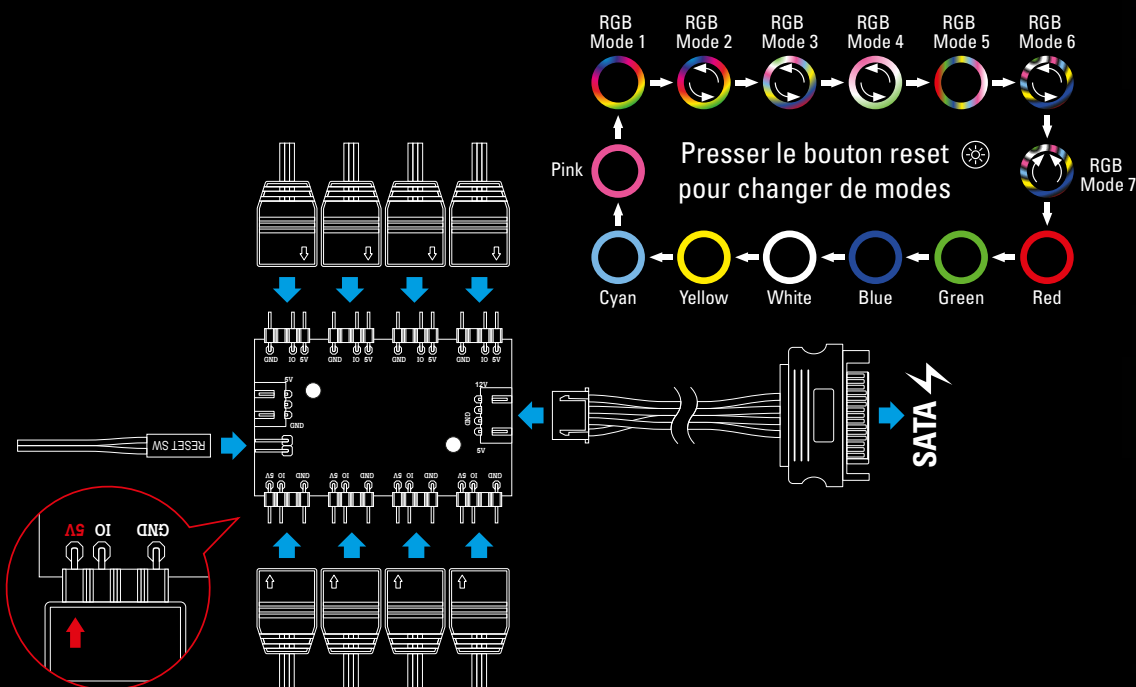 RGB
Mode 1
RGB
Mode 2
RGB
Mode 3
RGB
Mode 4
RGB
Mode 5
RGB
Mode 6
Pink
Presser le bouton reset
pour changer de modes
RGB
Mode 7
Cyan
Yellow
White
Blue
Green
Red
GND IO 5V
GND IO 5V
GND IO 5V
GND IO 5V
5V
GND
12V
GND
5V
RESET SW
SATA
5V IO GND
5V IO GND
5V IO GND
5V IO GND
5V IO GND